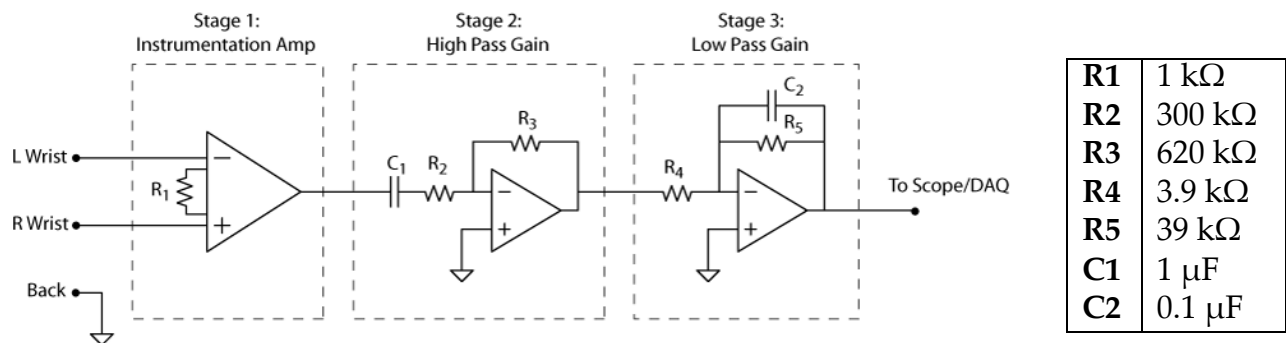 Stage 1:
Instrumentation Amp
Stage 2:
High Pass Gain
Stage 3:
Low Pass Gain
L Wrist
R Wrist
Back
R1
−
+
C1
R2
R3
−
+
R4
C2
R5
−
+
To Scope/DAQ
R1 1 kΩ
R2 300 kΩ
R3 620 kΩ
R4 3.9 kΩ
R5 39 kΩ
C1 1 μF
C2 0.1 μF